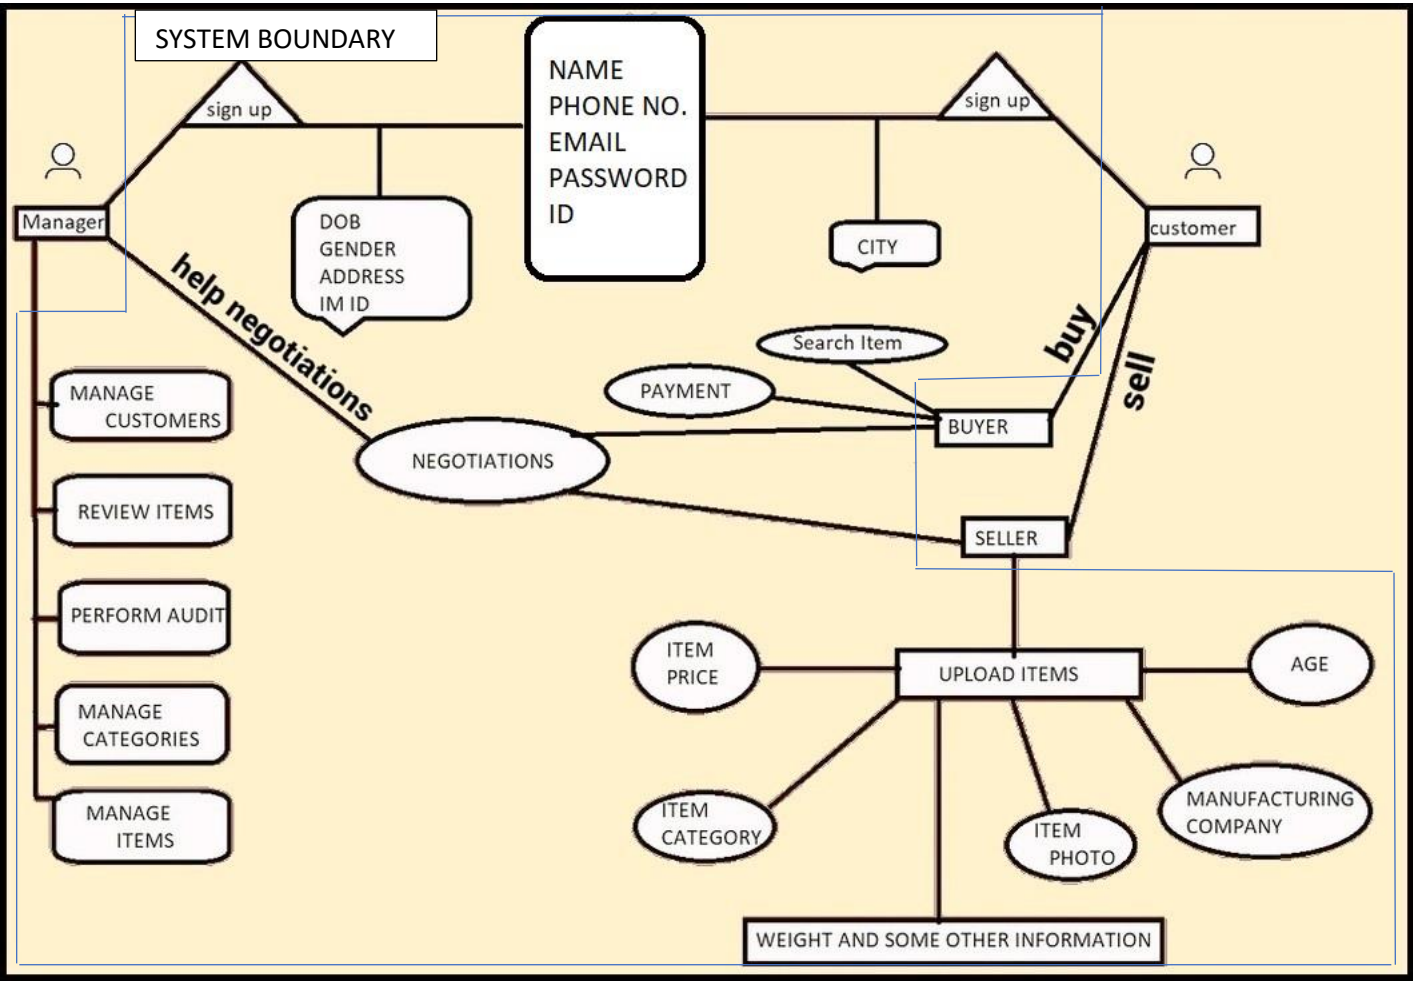 SYSTEM BOUNDARY
sign up
NAME
PHONE NO.
EMAIL
PASSWORD
ID
sign up
Manager
DOB
GENDER
ADDRESS
IM ID
CITY
customer
help negotiations
buy
sell
Search Item
PAYMENT
BUYER
NEGOTIATIONS
SELLER
MANAGE
CUSTOMERS
REVIEW ITEMS
PERFORM AUDIT
MANAGE
CATEGORIES
MANAGE
ITEMS
ITEM
PRICE
UPLOAD ITEMS
AGE
ITEM
CATEGORY
ITEM
PHOTO
MANUFACTURING
COMPANY
WEIGHT AND SOME OTHER INFORMATION